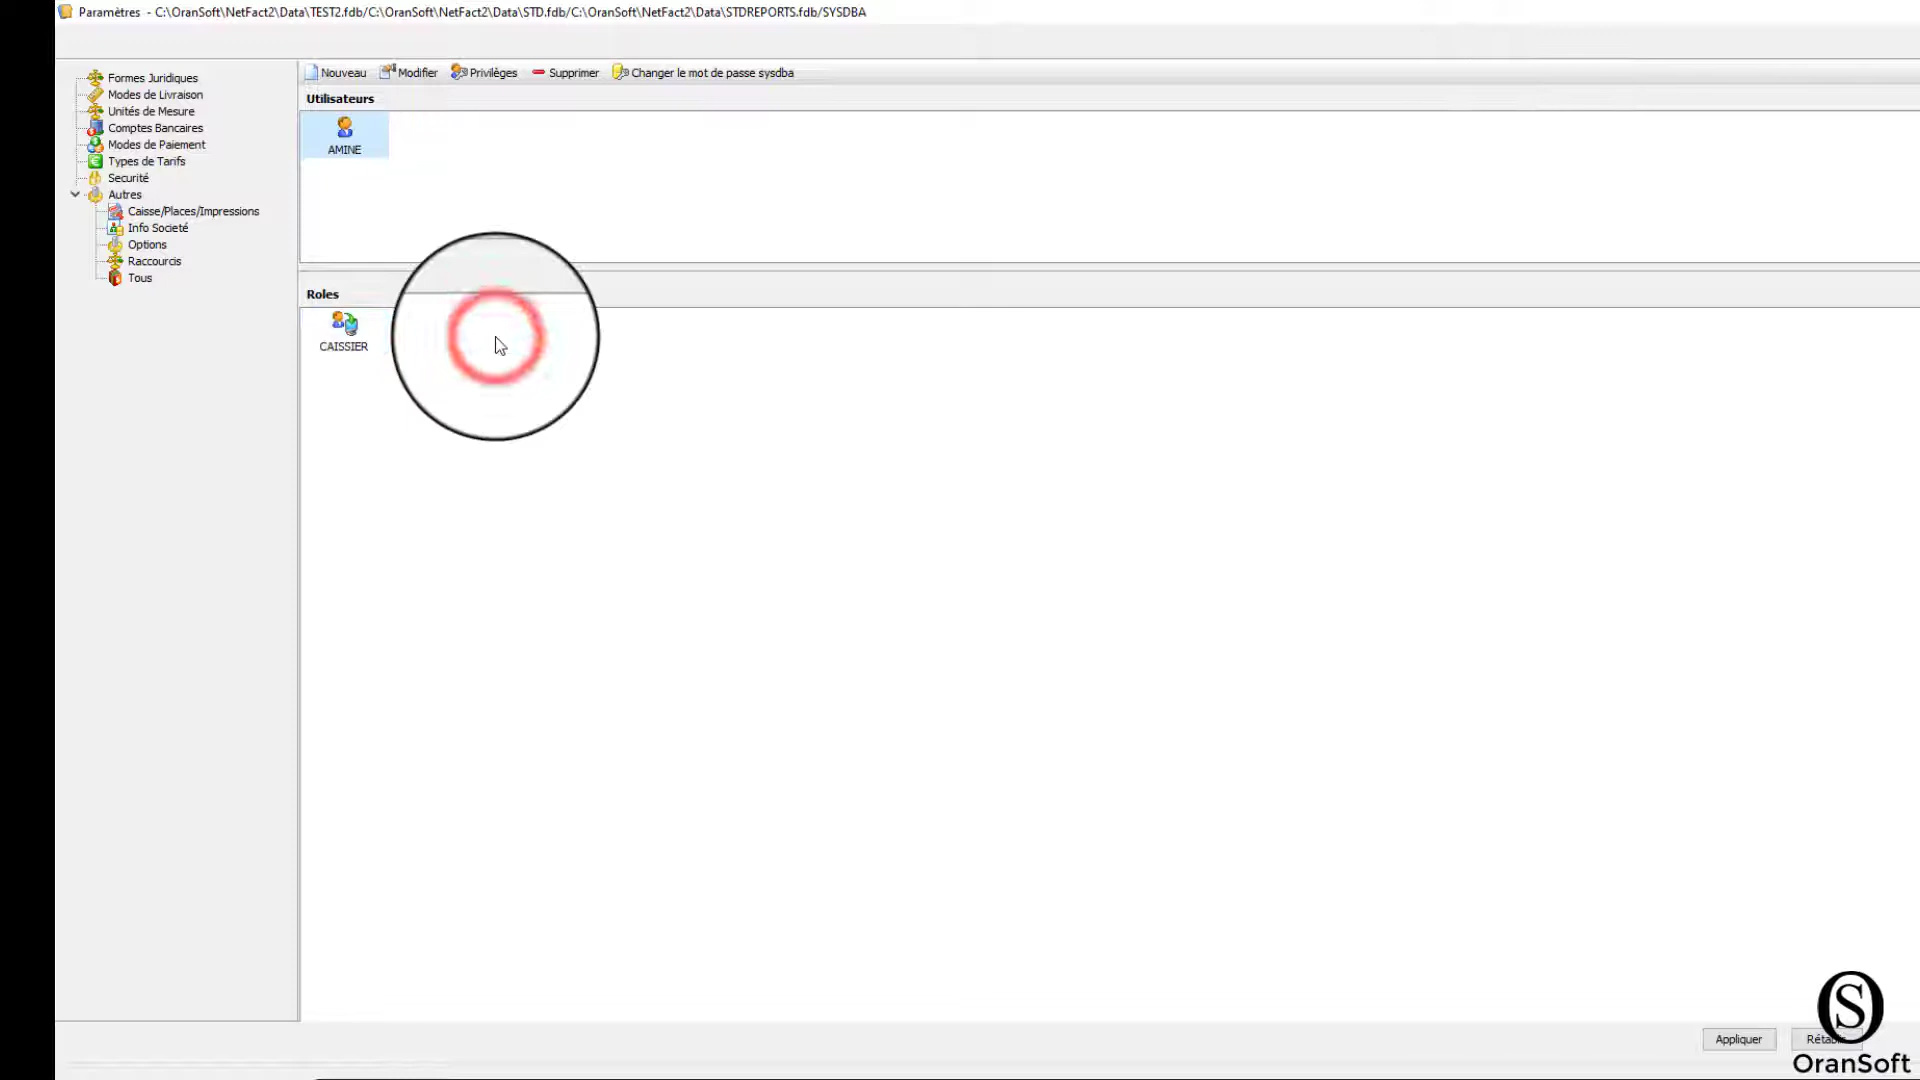 Paramètres - C:\OranSoft\NetFact2\Data\TEST2.fdb/C:\OranSoft\NetFact2\Data\STD.fdb/C:\OranSoft\NetFact2\Data\STDREPORTS.fdb/SYSDBA
Nouveau Modifier Privilèges Supprimer Changer le mot de passe sysdba
Formes Juridiques
Modes de Livraison
Unités de Mesure
Comptes Bancaires
Modes de Paiement
Types de Tarifs
Securité
Autres
Caisse/Places/Impressions
Info Societé
Options
Raccourcis
Tous
Utilisateurs
AMINE
Roles
CAISSIER
Appliquer
OS
OranSoft